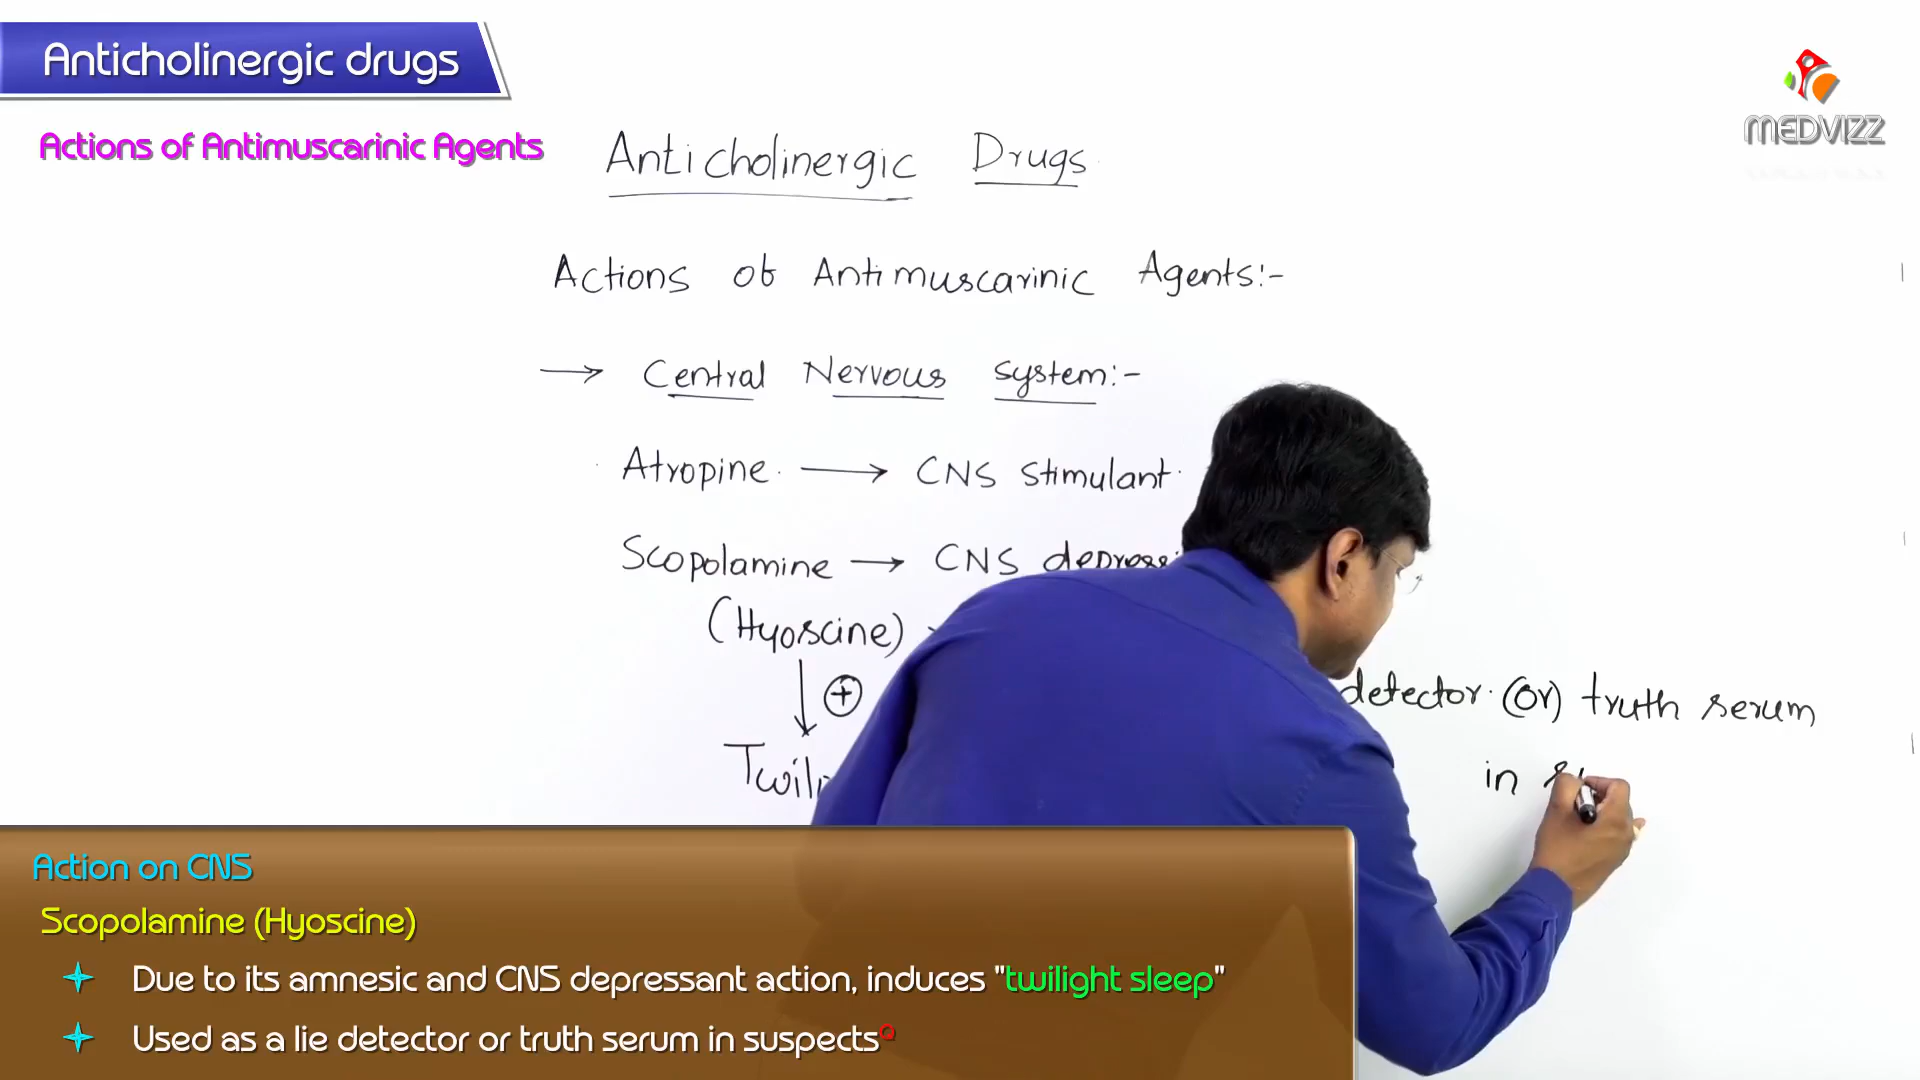 Anticholinergic drugs
MEDVIZZ
Actions of Antimuscarinic Agents
Anticholinergic Drugs
Actions of Antimuscarinic Agents:-
→ Central Nervous System:-
Atropine → CNS Stimulant
Scopolamine → CNS
(Hyoscine)
↓ +
detector (or) truth serum
in
Action on CNS
Scopolamine (Hyoscine)
Due to its amnesic and CNS depressant action, induces "twilight sleep"
Used as a lie detector or truth serum in suspects Q